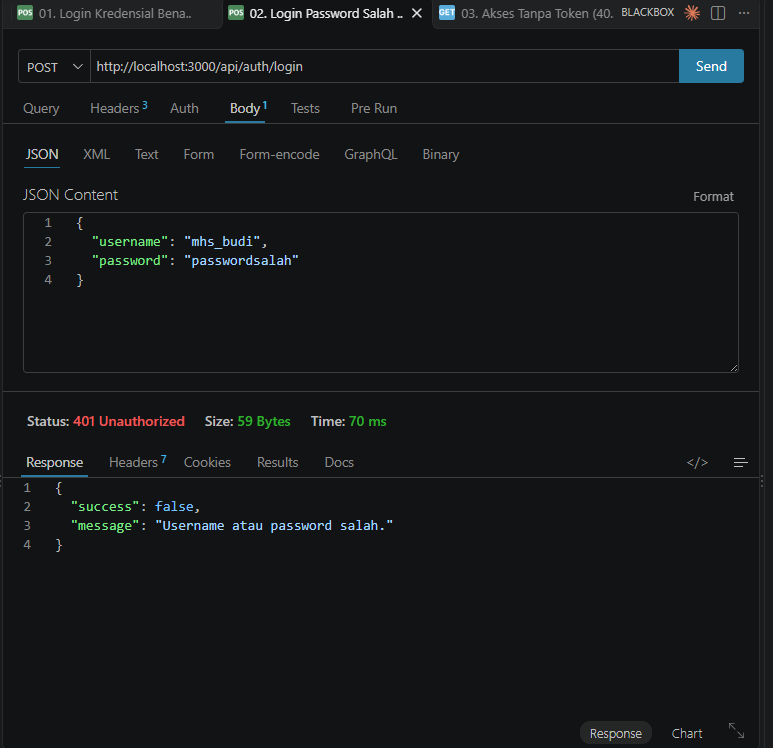 POS 01. Login Kredensial Bena.. POS 02. Login Password Salah .. GET 03. Akses Tanpa Token (40. BLACKBOX
POST http://localhost:3000/api/auth/login Send
Query Headers 3 Auth Body 1 Tests Pre Run
JSON XML Text Form Form-encode GraphQL Binary
JSON Content Format
1 {
2 "username": "mhs_budi",
3 "password": "passwordsalah"
4 }
Status: 401 Unauthorized Size: 59 Bytes Time: 70 ms
Response Headers 7 Cookies Results Docs </>
1 {
2 "success": false,
3 "message": "Username atau password salah."
4 }
Response Chart